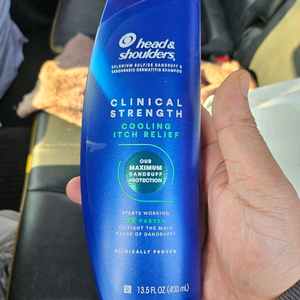 head&
shoulders
SELENIUM SULFIDE DANDRUFF &
SEBORRHEIC DERMATITIS SHAMPOO
CLINICAL
STRENGTH
COOLING
ITCH RELIEF
OUR
MAXIMUM
DANDRUFF
PROTECTION
STARTS WORKING
FASTER
TO FIGHT THE MAIN
CAUSE OF DANDRUFF
CLINICALLY PROVEN
13.5 fl oz (400 mL)